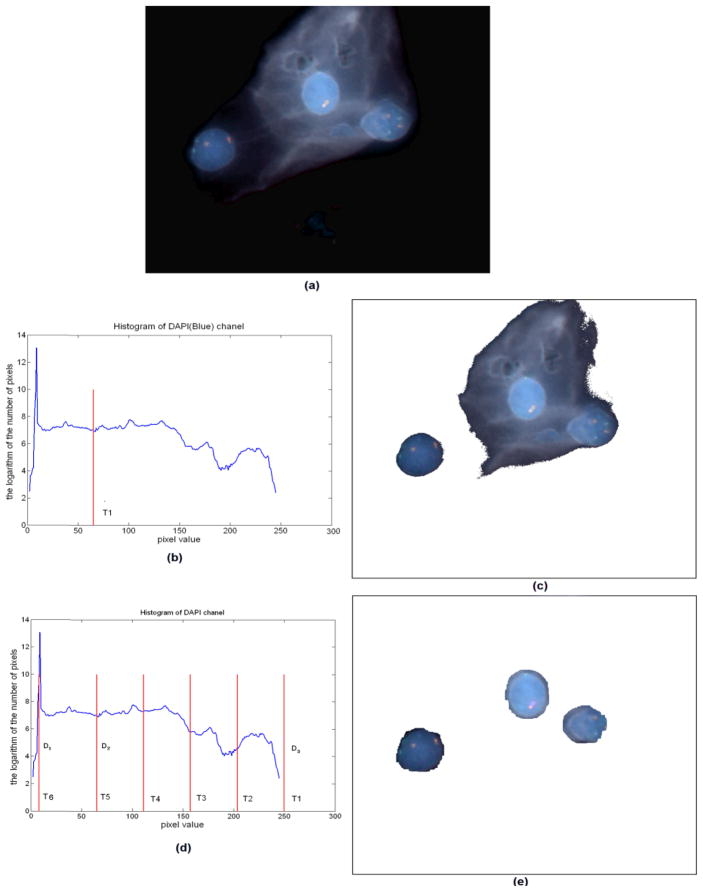 (a)
Histogram of DAPI(Blue) chanel
the logarithm of the number of pixels
14
12
10
8
6
4
2
0
T1
0 50 100 150 200 250 300
pixel value
(b)
(c)
Histogram of DAPI chanel
the logarithm of the number of pixels
14
12
10
8
6
4
2
0
D₁ D₂ D₃
T6 T5 T4 T3 T2 T1
0 50 100 150 200 250 300
pixel value
(d)
(e)